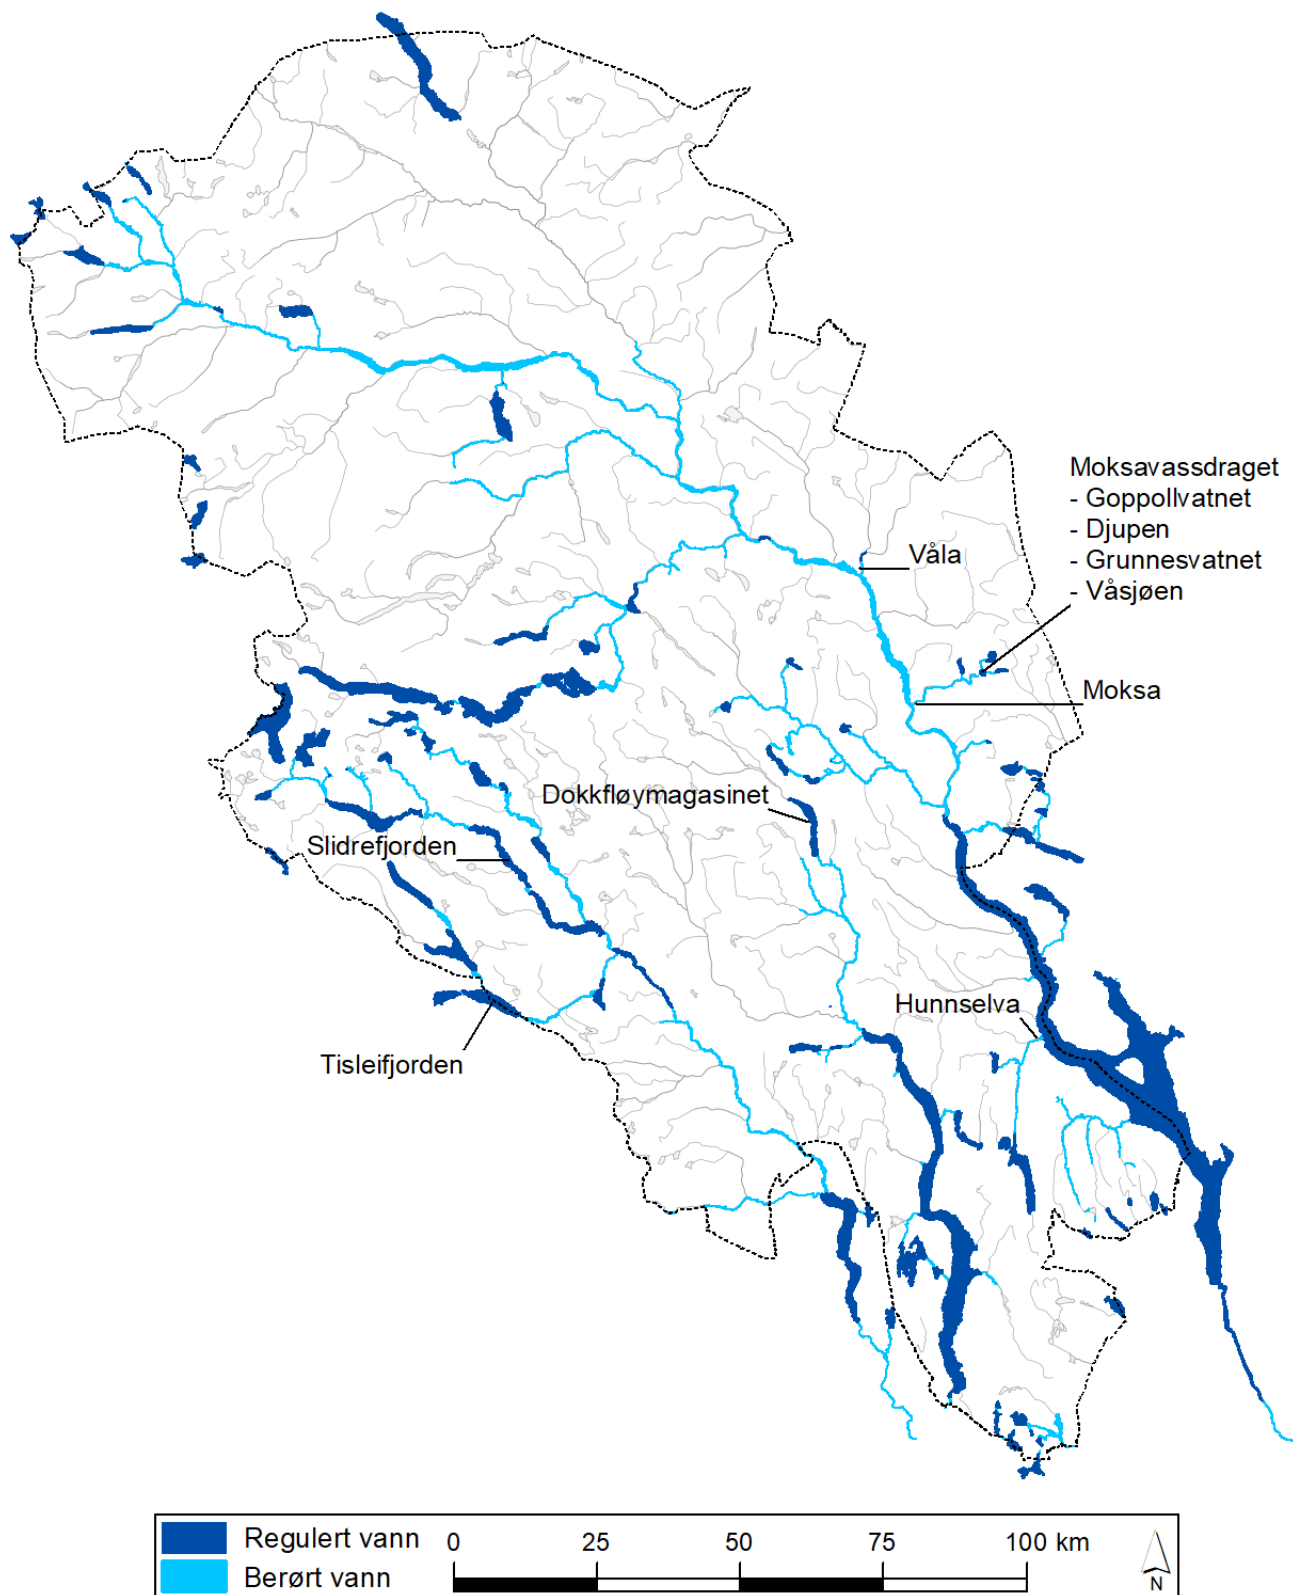 Moksavassdraget
- Goppollvatnet
- Djupen
- Grunnesvatnet
- Våsjøen
Våla
Moksa
Dokkfløymagasinet
Slidrefjorden
Hunnselva
Tisleifjorden
Regulert vann
Berørt vann
0 25 50 75 100 km
N